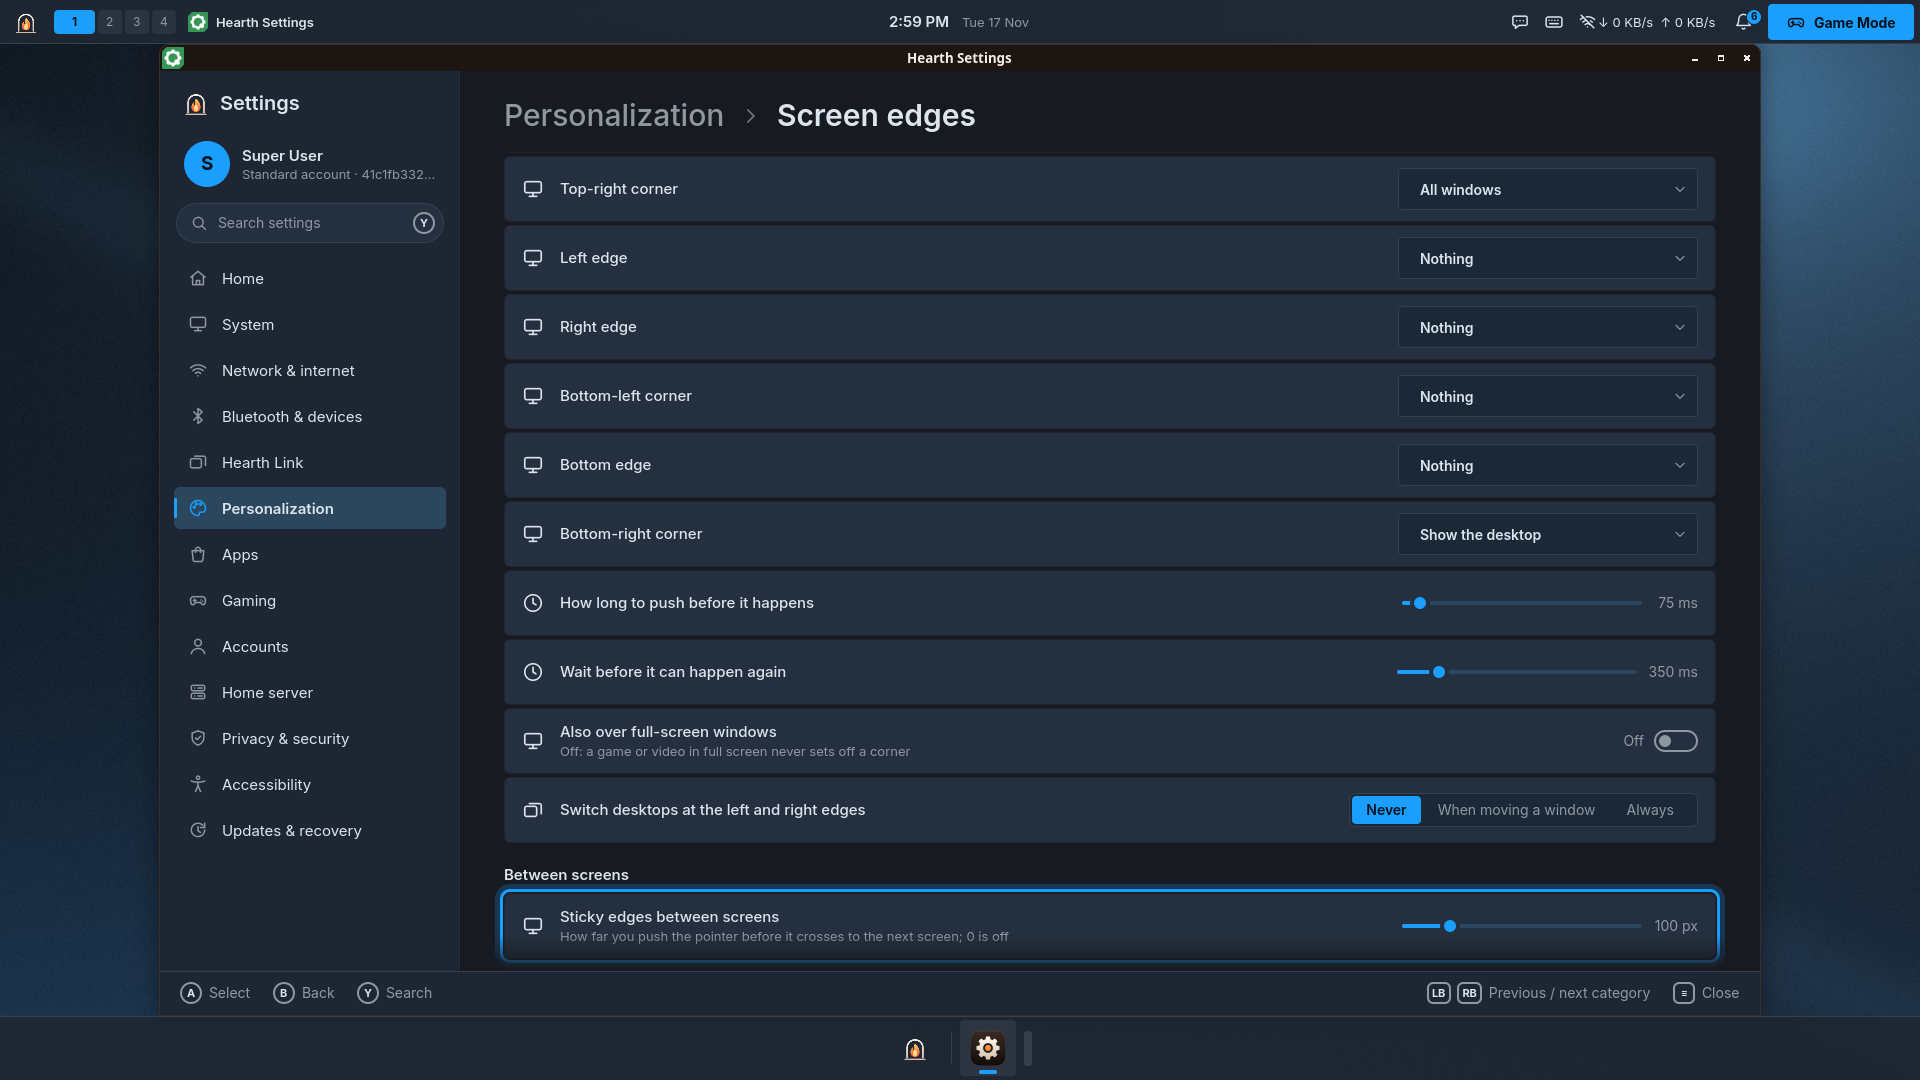 1 2 3 4 Hearth Settings
2:59 PM Tue 17 Nov
↓ 0 KB/s ↑ 0 KB/s
6
Game Mode
Hearth Settings
Settings
S
Super User
Standard account · 41c1fb332...
Search settings Y
Home
System
Network & internet
Bluetooth & devices
Hearth Link
Personalization
Apps
Gaming
Accounts
Home server
Privacy & security
Accessibility
Updates & recovery
Personalization > Screen edges
Top-right corner All windows
Left edge Nothing
Right edge Nothing
Bottom-left corner Nothing
Bottom edge Nothing
Bottom-right corner Show the desktop
How long to push before it happens 75 ms
Wait before it can happen again 350 ms
Also over full-screen windows
Off: a game or video in full screen never sets off a corner
Off
Switch desktops at the left and right edges Never When moving a window Always
Between screens
Sticky edges between screens
How far you push the pointer before it crosses to the next screen; 0 is off
100 px
A Select B Back Y Search
LB RB Previous / next category ≡ Close